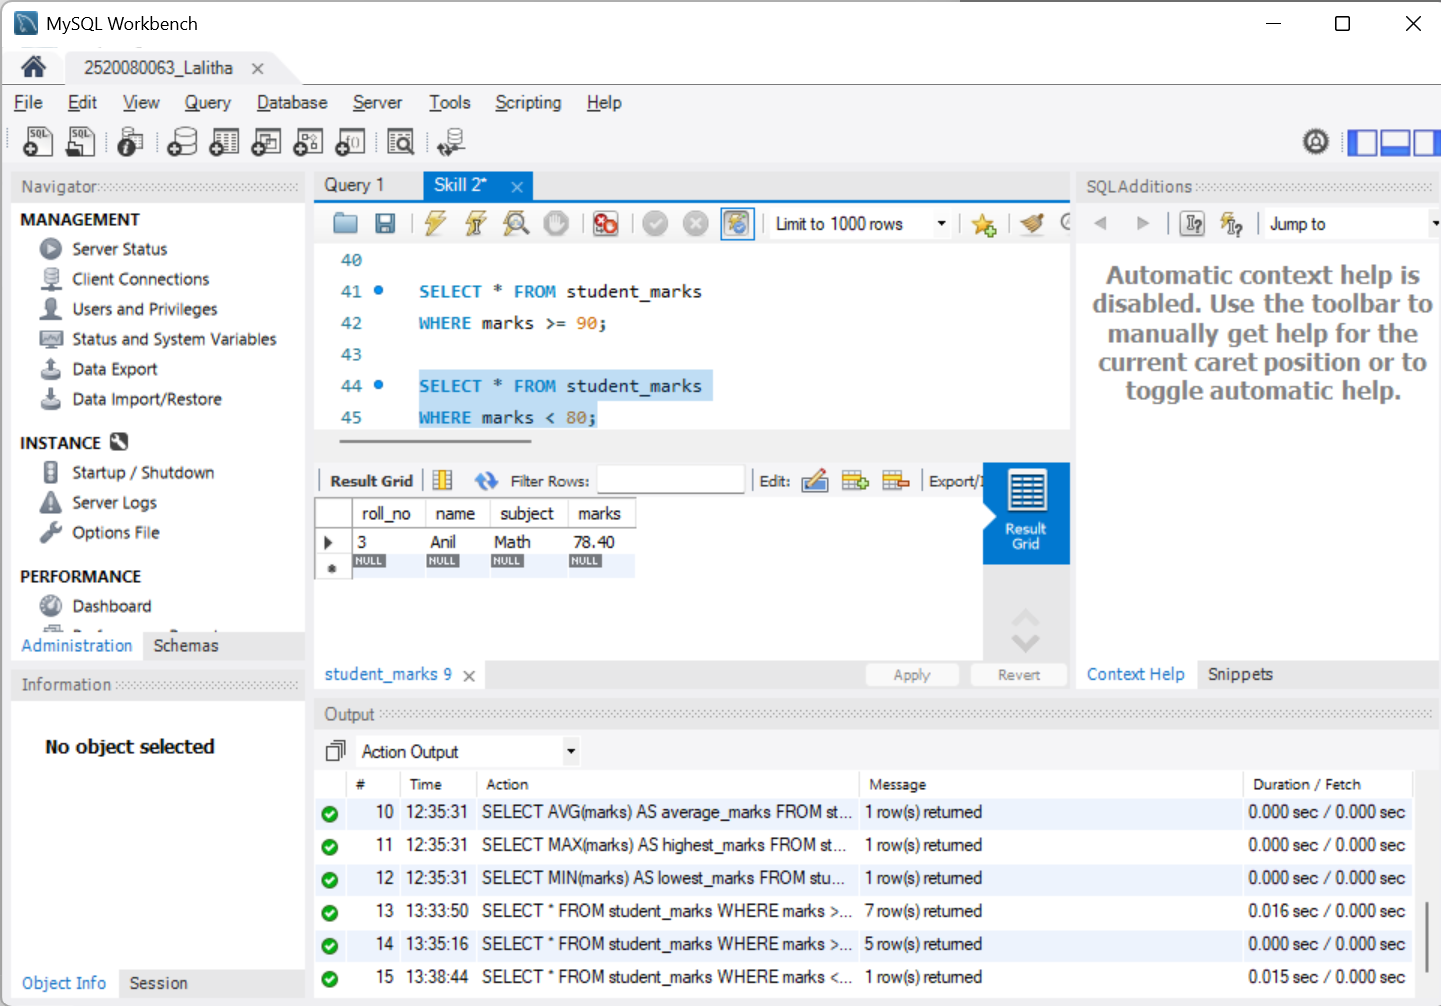 MySQL Workbench
2520080063_Lalitha
File Edit View Query Database Server Tools Scripting Help
SQL SQL
Navigator
MANAGEMENT
Server Status
Client Connections
Users and Privileges
Status and System Variables
Data Export
Data Import/Restore
INSTANCE
Startup / Shutdown
Server Logs
Options File
PERFORMANCE
Dashboard
Administration Schemas
Information
No object selected
Object Info Session
Query 1 Skill 2*
Limit to 1000 rows
40
41 SELECT * FROM student_marks
42 WHERE marks >= 90;
43
44 SELECT * FROM student_marks
45 WHERE marks < 80;
Result Grid Filter Rows: Edit: Export/I
roll_no name subject marks
3 Anil Math 78.40
NULL NULL NULL NULL
Result
Grid
student_marks 9 Apply Revert
SQLAdditions
Jump to
Automatic context help is
disabled. Use the toolbar to
manually get help for the
current caret position or to
toggle automatic help.
Context Help Snippets
Output
Action Output
# Time Action Message Duration / Fetch
10 12:35:31 SELECT AVG(marks) AS average_marks FROM st... 1 row(s) returned 0.000 sec / 0.000 sec
11 12:35:31 SELECT MAX(marks) AS highest_marks FROM st... 1 row(s) returned 0.000 sec / 0.000 sec
12 12:35:31 SELECT MIN(marks) AS lowest_marks FROM stu... 1 row(s) returned 0.000 sec / 0.000 sec
13 13:33:50 SELECT * FROM student_marks WHERE marks >... 7 row(s) returned 0.016 sec / 0.000 sec
14 13:35:16 SELECT * FROM student_marks WHERE marks >... 5 row(s) returned 0.000 sec / 0.000 sec
15 13:38:44 SELECT * FROM student_marks WHERE marks <... 1 row(s) returned 0.015 sec / 0.000 sec